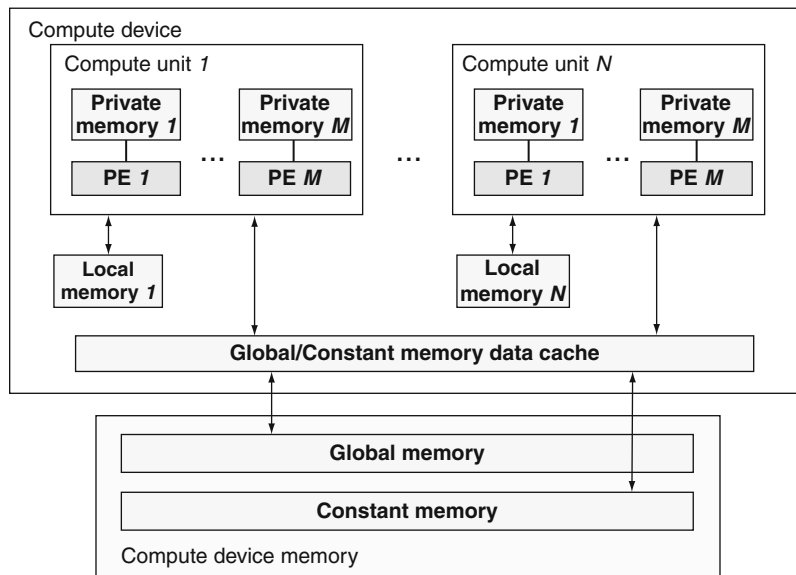 Compute device
Compute unit 1
Compute unit N
Private memory 1
Private memory M
Private memory 1
Private memory M
...
...
...
PE 1
PE M
PE 1
PE M
Local memory 1
Local memory N
Global/Constant memory data cache
Global memory
Constant memory
Compute device memory